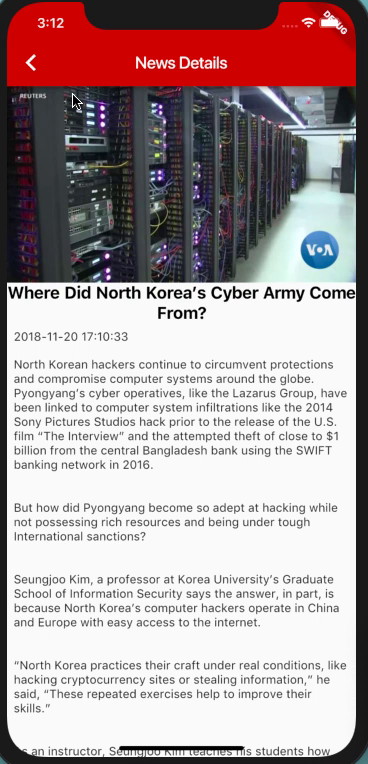 3:12
DEBUG
News Details
REUTERS
VOA
Where Did North Korea’s Cyber Army Come
From?
2018-11-20 17:10:33
North Korean hackers continue to circumvent protections
and compromise computer systems around the globe.
Pyongyang’s cyber operatives, like the Lazarus Group, have
been linked to computer system infiltrations like the 2014
Sony Pictures Studios hack prior to the release of the U.S.
film “The Interview” and the attempted theft of close to $1
billion from the central Bangladesh bank using the SWIFT
banking network in 2016.
But how did Pyongyang become so adept at hacking while
not possessing rich resources and being under tough
International sanctions?
Seungjoo Kim, a professor at Korea University’s Graduate
School of Information Security says the answer, in part, is
because North Korea’s computer hackers operate in China
and Europe with easy access to the internet.
“North Korea practices their craft under real conditions, like
hacking cryptocurrency sites or stealing information,” he
said, “These repeated exercises help to improve their
skills.”
as an instructor, Seungjoo Kim teaches his students how